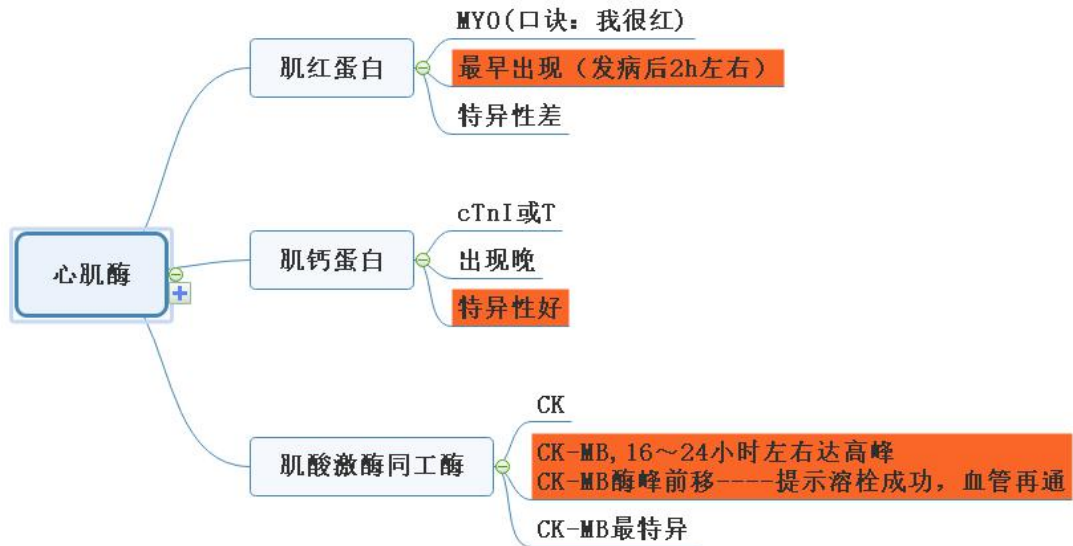 心肌酶
肌红蛋白
MYO(口诀：我很红)
最早出现（发病后2h左右）
特异性差
肌钙蛋白
cTnI或T
出现晚
特异性好
肌酸激酶同工酶
CK
CK-MB,16～24小时左右达高峰
CK-MB酶峰前移----提示溶栓成功，血管再通
CK-MB最特异